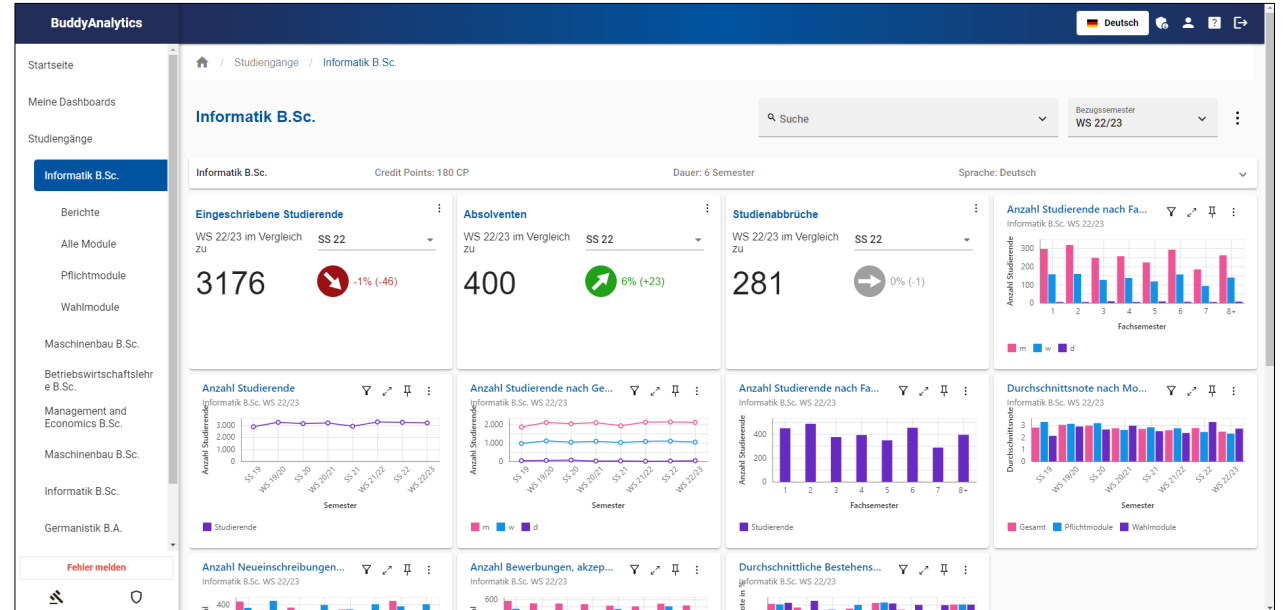 BuddyAnalytics
Deutsch
Startseite
Meine Dashboards
Studiengänge
Informatik B.Sc.
Berichte
Alle Module
Pflichtmodule
Wahlmodule
Maschinenbau B.Sc.
Betriebswirtschaftslehr
e B.Sc.
Management and
Economics B.Sc.
Maschinenbau B.Sc.
Informatik B.Sc.
Germanistik B.A.
Fehler melden
/ Studiengänge / Informatik B.Sc.
Informatik B.Sc.
Suche
Bezugssemester
WS 22/23
Informatik B.Sc. Credit Points: 180 CP Dauer: 6 Semester Sprache: Deutsch
Eingeschriebene Studierende
WS 22/23 im Vergleich
zu
SS 22
3176
-1% (-46)
Absolventen
WS 22/23 im Vergleich
zu
SS 22
400
6% (+23)
Studienabbrüche
WS 22/23 im Vergleich
zu
SS 22
281
0% (-1)
Anzahl Studierende nach Fa...
Informatik B.Sc. WS 22/23
Anzahl Studierende
300
200
100
0
1 2 3 4 5 6 7 8+
Fachsemester
m w d
Anzahl Studierende
Informatik B.Sc. WS 22/23
Anzahl Studierende
3.000
2.000
1.000
0
SS 19 WS 19/20 SS 20 WS 20/21 SS 21 WS 21/22 SS 22 WS 22/23
Semester
Studierende
Anzahl Studierende nach Ge...
Informatik B.Sc. WS 22/23
Anzahl Studierende
2.000
1.000
0
SS 19 WS 19/20 SS 20 WS 20/21 SS 21 WS 21/22 SS 22 WS 22/23
Semester
m w d
Anzahl Studierende nach Fa...
Informatik B.Sc. WS 22/23
Anzahl Studierende
400
200
0
1 2 3 4 5 6 7 8+
Fachsemester
Studierende
Durchschnittsnote nach Mo...
Informatik B.Sc. WS 22/23
Durchschnittsnote
3
2
1
0
SS 19 WS 19/20 SS 20 WS 20/21 SS 21 WS 21/22 SS 22 WS 22/23
Semester
Gesamt Pflichtmodule Wahlmodule
Anzahl Neueinschreibungen...
Informatik B.Sc. WS 22/23
400
Anzahl Bewerbungen, akzep...
Informatik B.Sc. WS 22/23
600
Durchschnittliche Bestehens...
Informatik B.Sc. WS 22/23